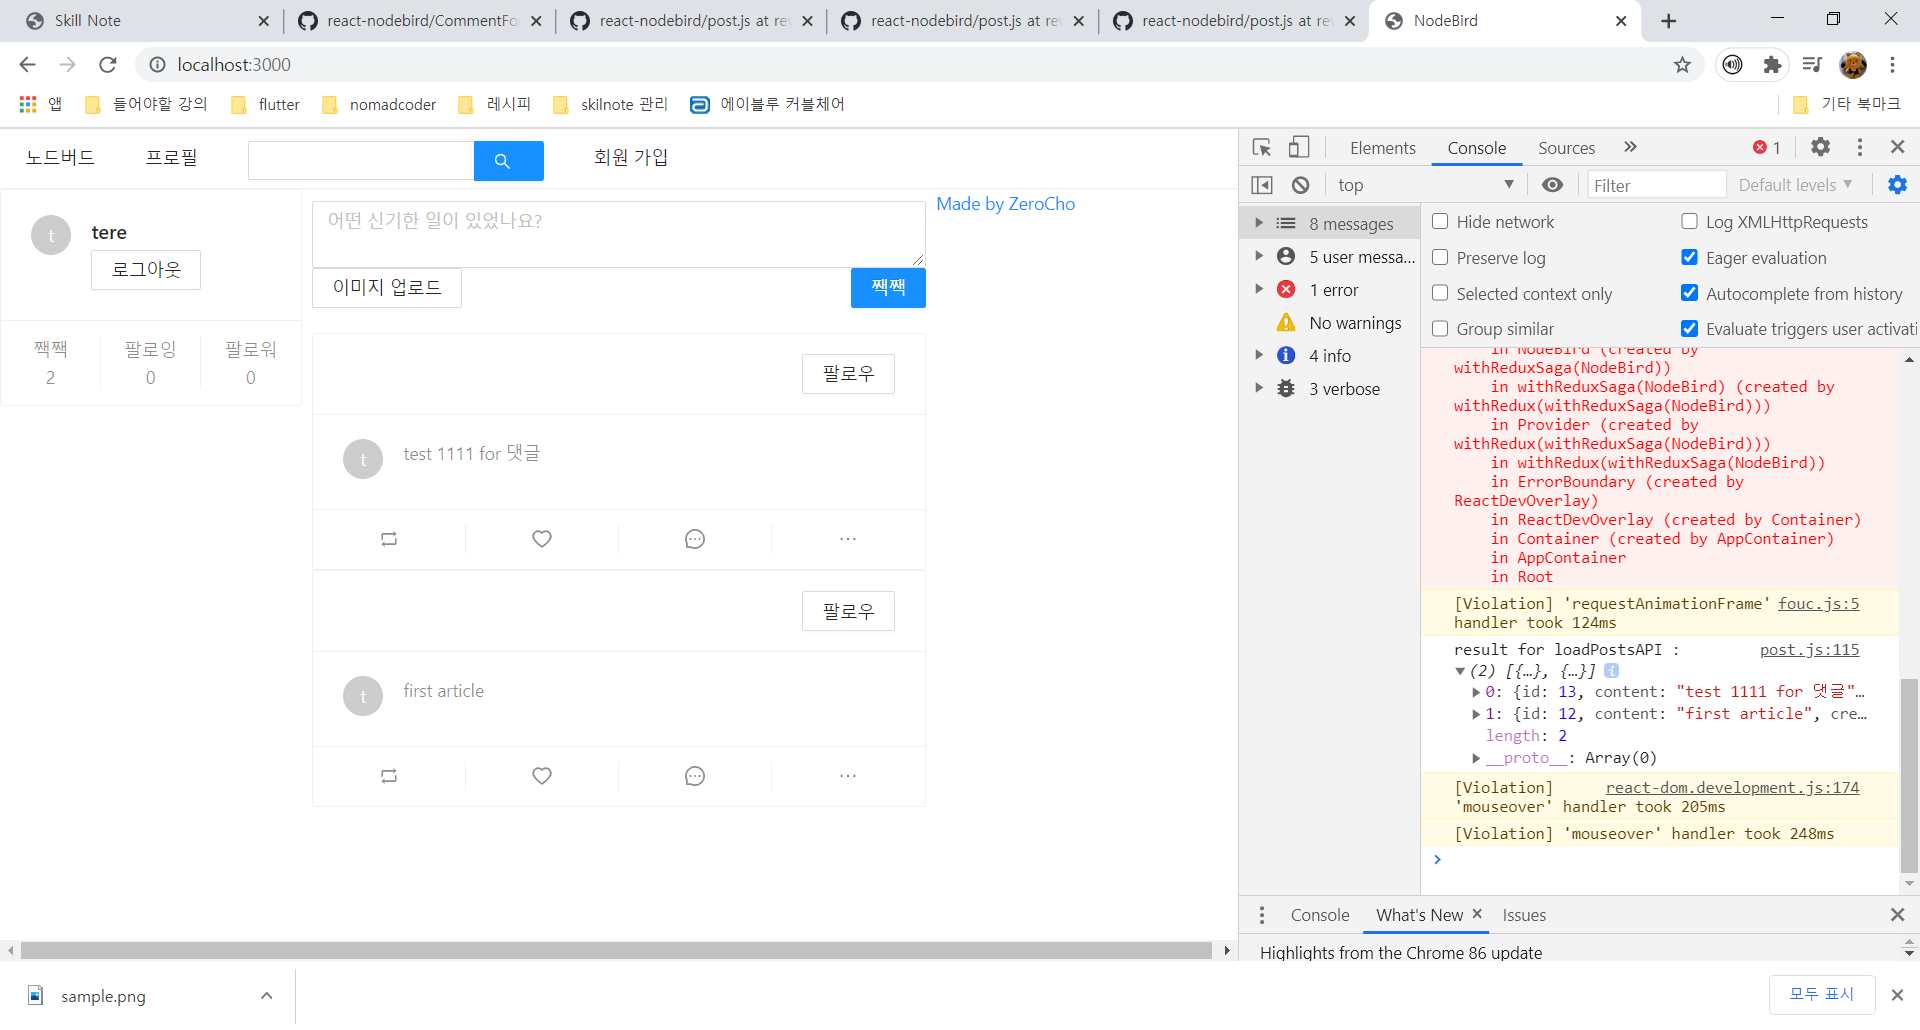 Skill Note
react-nodebird/CommentFo
react-nodebird/post.js at rev
react-nodebird/post.js at rev
react-nodebird/post.js at rev
NodeBird
localhost:3000
앱
들어야할 강의
flutter
nomadcoder
레시피
skilnote 관리
에이블루 커블체어
기타 북마크
노드버드
프로필
회원 가입
t
tere
로그아웃
짹짹
2
팔로잉
0
팔로워
0
어떤 신기한 일이 있었나요?
이미지 업로드
짹짹
팔로우
t
test 1111 for 댓글
팔로우
t
first article
Made by ZeroCho
Elements
Console
Sources
1
top
Filter
Default levels
8 messages
5 user messa...
1 error
No warnings
4 info
3 verbose
Hide network
Log XMLHttpRequests
Preserve log
Eager evaluation
Selected context only
Autocomplete from history
Group similar
Evaluate triggers user activati
in NodeBird (created by
withReduxSaga(NodeBird))
in withReduxSaga(NodeBird) (created by
withRedux(withReduxSaga(NodeBird)))
in Provider (created by
withRedux(withReduxSaga(NodeBird)))
in withRedux(withReduxSaga(NodeBird))
in ErrorBoundary (created by
ReactDevOverlay)
in ReactDevOverlay (created by Container)
in Container (created by AppContainer)
in AppContainer
in Root
[Violation] 'requestAnimationFrame' fouc.js:5
handler took 124ms
result for loadPostsAPI : post.js:115
(2) [{…}, {…}]
0: {id: 13, content: "test 1111 for 댓글"…
1: {id: 12, content: "first article", cre…
length: 2
__proto__: Array(0)
[Violation] react-dom.development.js:174
'mouseover' handler took 205ms
[Violation] 'mouseover' handler took 248ms
Console
What's New
Issues
Highlights from the Chrome 86 update
sample.png
모두 표시